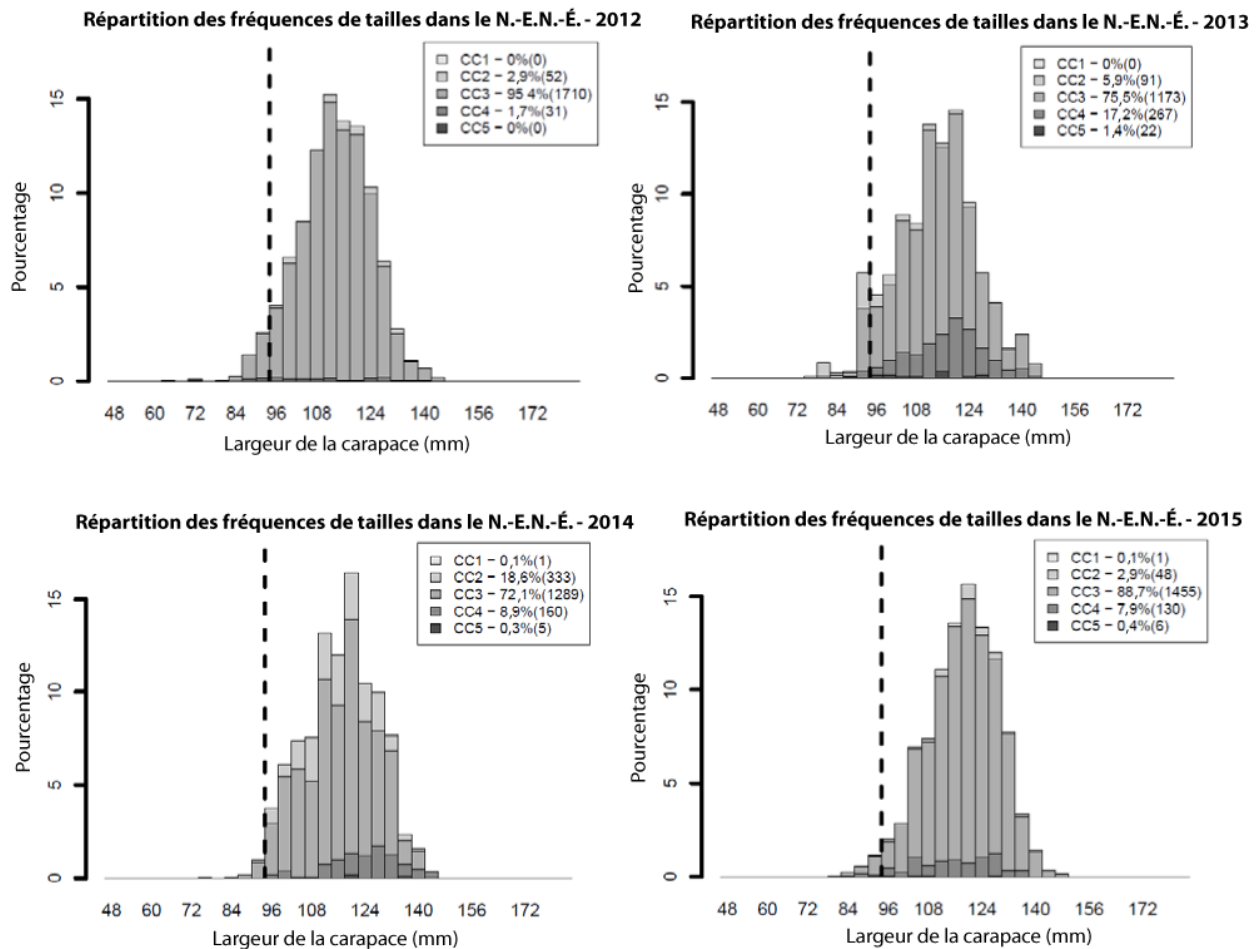 Répartition des fréquences de tailles dans le N.-E.N.-É. - 2012
CC1 – 0%(0)
CC2 – 2,9%(52)
CC3 – 95 4%(1710)
CC4 – 1,7%(31)
CC5 – 0%(0)
Pourcentage
15
10
5
0
48 60 72 84 96 108 124 140 156 172
Largeur de la carapace (mm)
Répartition des fréquences de tailles dans le N.-E.N.-É. - 2013
CC1 – 0%(0)
CC2 – 5,9%(91)
CC3 – 75,5%(1173)
CC4 – 17,2%(267)
CC5 – 1,4%(22)
Pourcentage
15
10
5
0
48 60 72 84 96 108 124 140 156 172
Largeur de la carapace (mm)
Répartition des fréquences de tailles dans le N.-E.N.-É. - 2014
CC1 – 0,1%(1)
CC2 – 18,6%(333)
CC3 – 72,1%(1289)
CC4 – 8,9%(160)
CC5 – 0,3%(5)
Pourcentage
15
10
5
0
48 60 72 84 96 108 124 140 156 172
Largeur de la carapace (mm)
Répartition des fréquences de tailles dans le N.-E.N.-É. - 2015
CC1 – 0,1%(1)
CC2 – 2,9%(48)
CC3 – 88,7%(1455)
CC4 – 7,9%(130)
CC5 – 0,4%(6)
Pourcentage
15
10
5
0
48 60 72 84 96 108 124 140 156 172
Largeur de la carapace (mm)